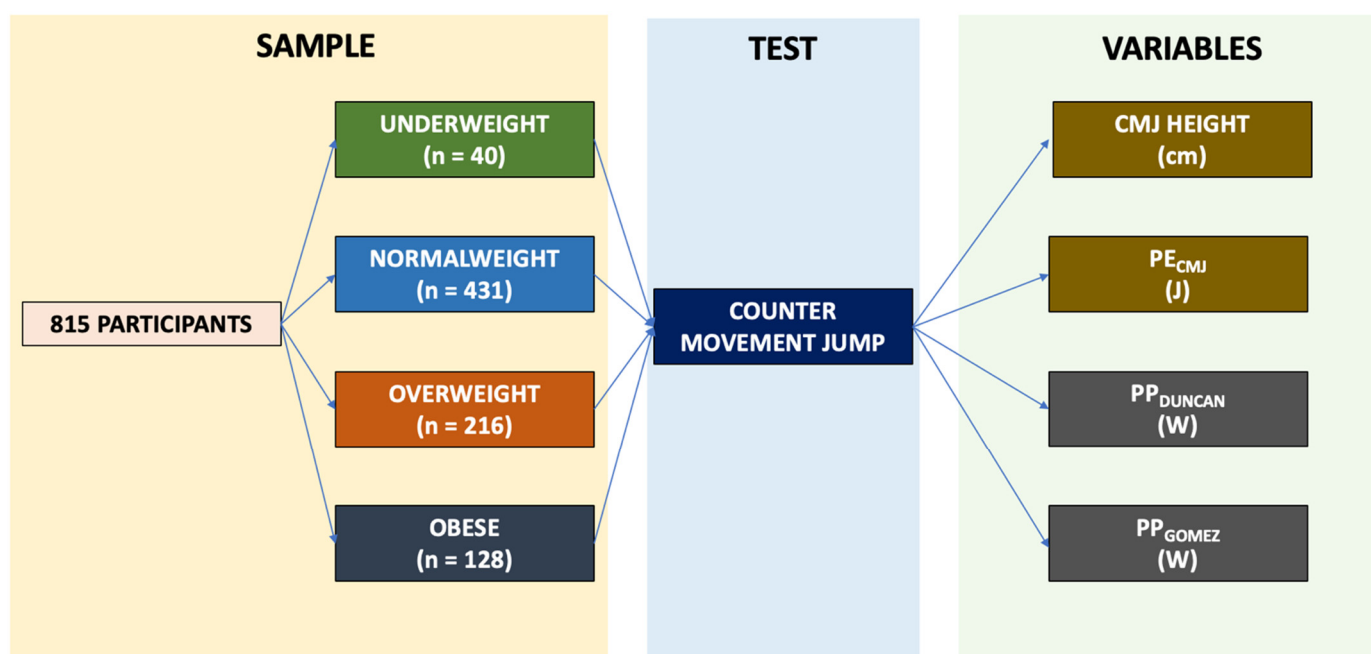 SAMPLE
815 PARTICIPANTS
UNDERWEIGHT
(n = 40)
NORMALWEIGHT
(n = 431)
OVERWEIGHT
(n = 216)
OBESE
(n = 128)
TEST
COUNTER
MOVEMENT JUMP
VARIABLES
CMJ HEIGHT
(cm)
PECMJ
(J)
PPDUNCAN
(W)
PPGOMEZ
(W)